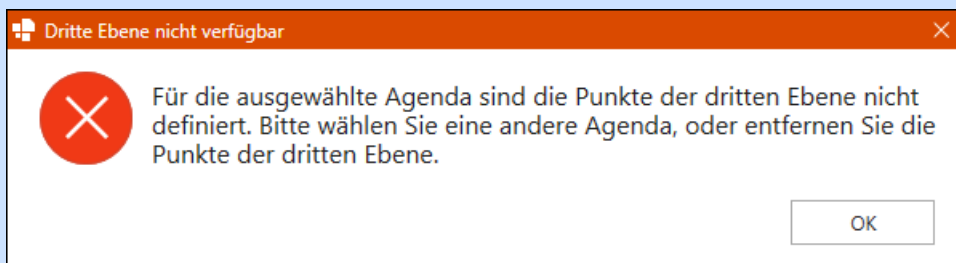 Dritte Ebene nicht verfügbar
Für die ausgewählte Agenda sind die Punkte der dritten Ebene nicht
definiert. Bitte wählen Sie eine andere Agenda, oder entfernen Sie die
Punkte der dritten Ebene.
OK